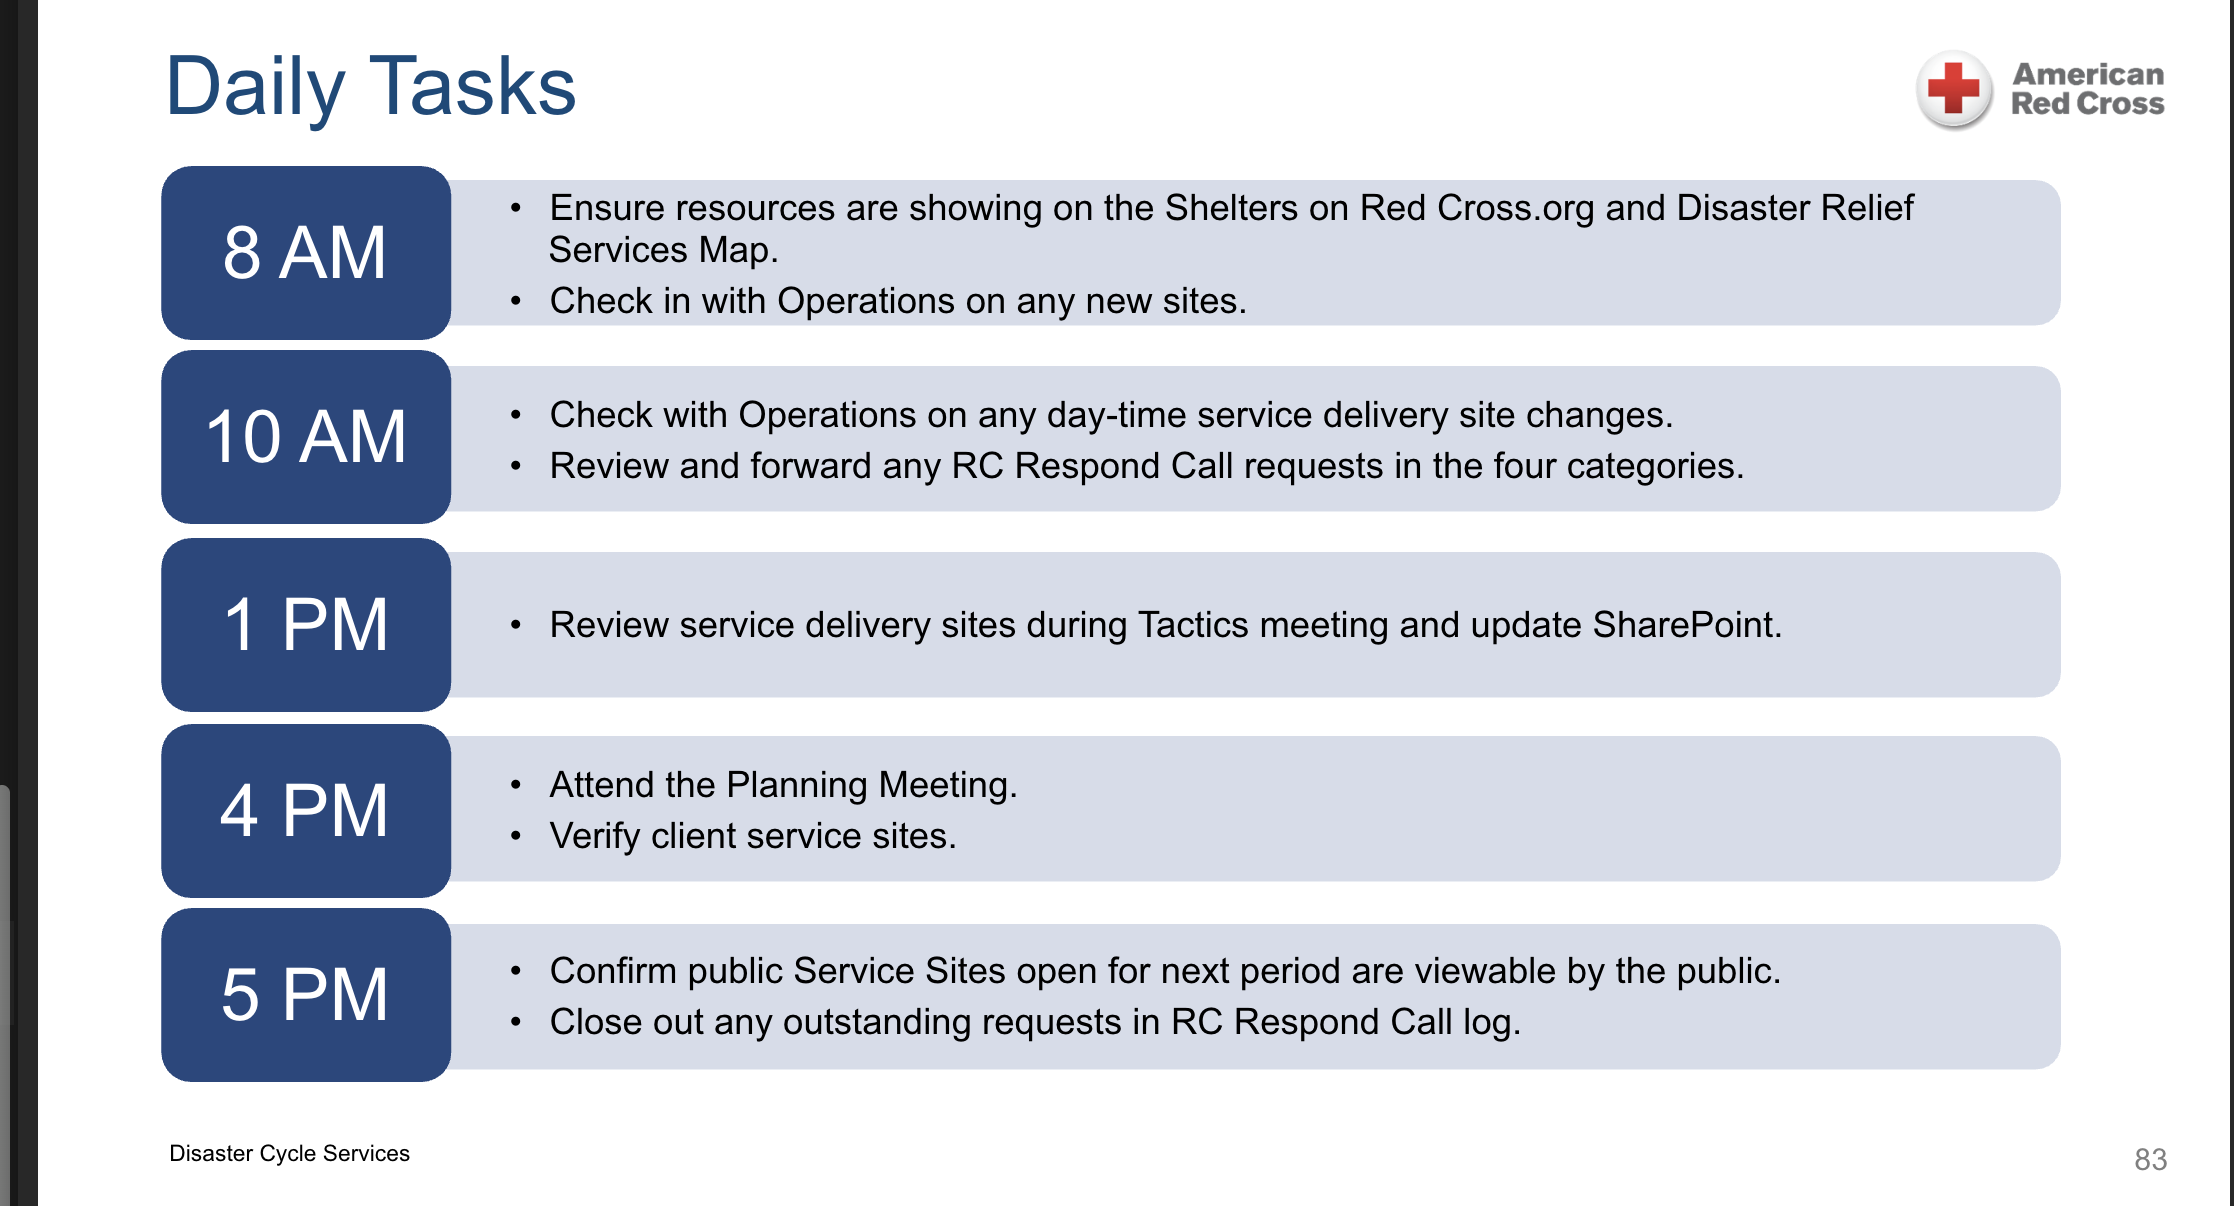 Daily Tasks
American
Red Cross
8 AM
• Ensure resources are showing on the Shelters on Red Cross.org and Disaster Relief
Services Map.
• Check in with Operations on any new sites.
10 AM
• Check with Operations on any day-time service delivery site changes.
• Review and forward any RC Respond Call requests in the four categories.
1 PM
• Review service delivery sites during Tactics meeting and update SharePoint.
4 PM
• Attend the Planning Meeting.
• Verify client service sites.
5 PM
• Confirm public Service Sites open for next period are viewable by the public.
• Close out any outstanding requests in RC Respond Call log.
Disaster Cycle Services
83